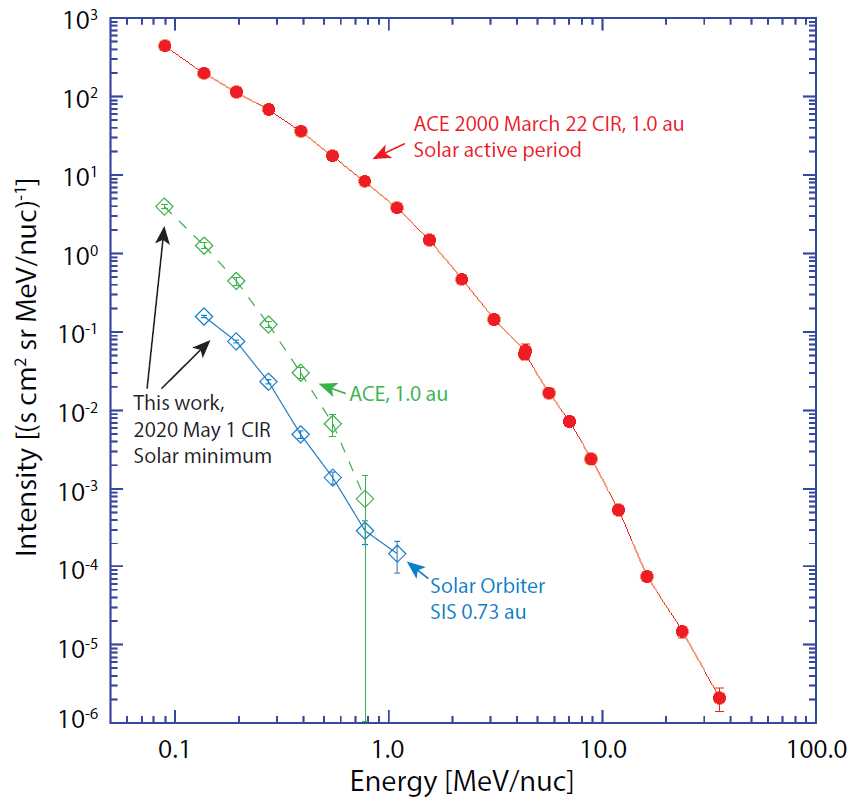 10³
10²
10¹
10⁰
10⁻¹
10⁻²
10⁻³
10⁻⁴
10⁻⁵
10⁻⁶
Intensity [(s cm² sr MeV/nuc)⁻¹]
ACE 2000 March 22 CIR, 1.0 au
Solar active period
ACE, 1.0 au
This work,
2020 May 1 CIR
Solar minimum
Solar Orbiter
SIS 0.73 au
0.1
1.0
10.0
100.0
Energy [MeV/nuc]